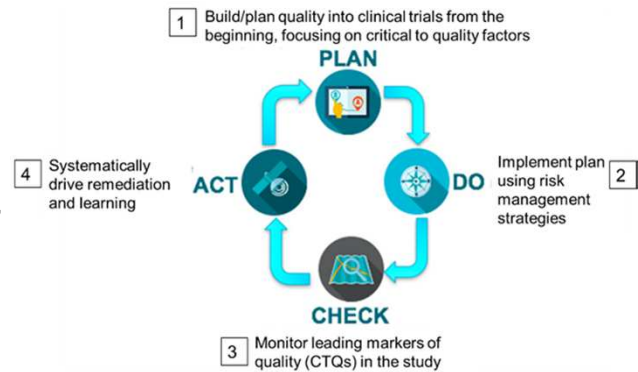 1
Build/plan quality into clinical trials from the
beginning, focusing on critical to quality factors
PLAN
DO
Implement plan
using risk
management
strategies
2
CHECK
3
Monitor leading markers of
quality (CTQs) in the study
ACT
4
Systematically
drive remediation
and learning